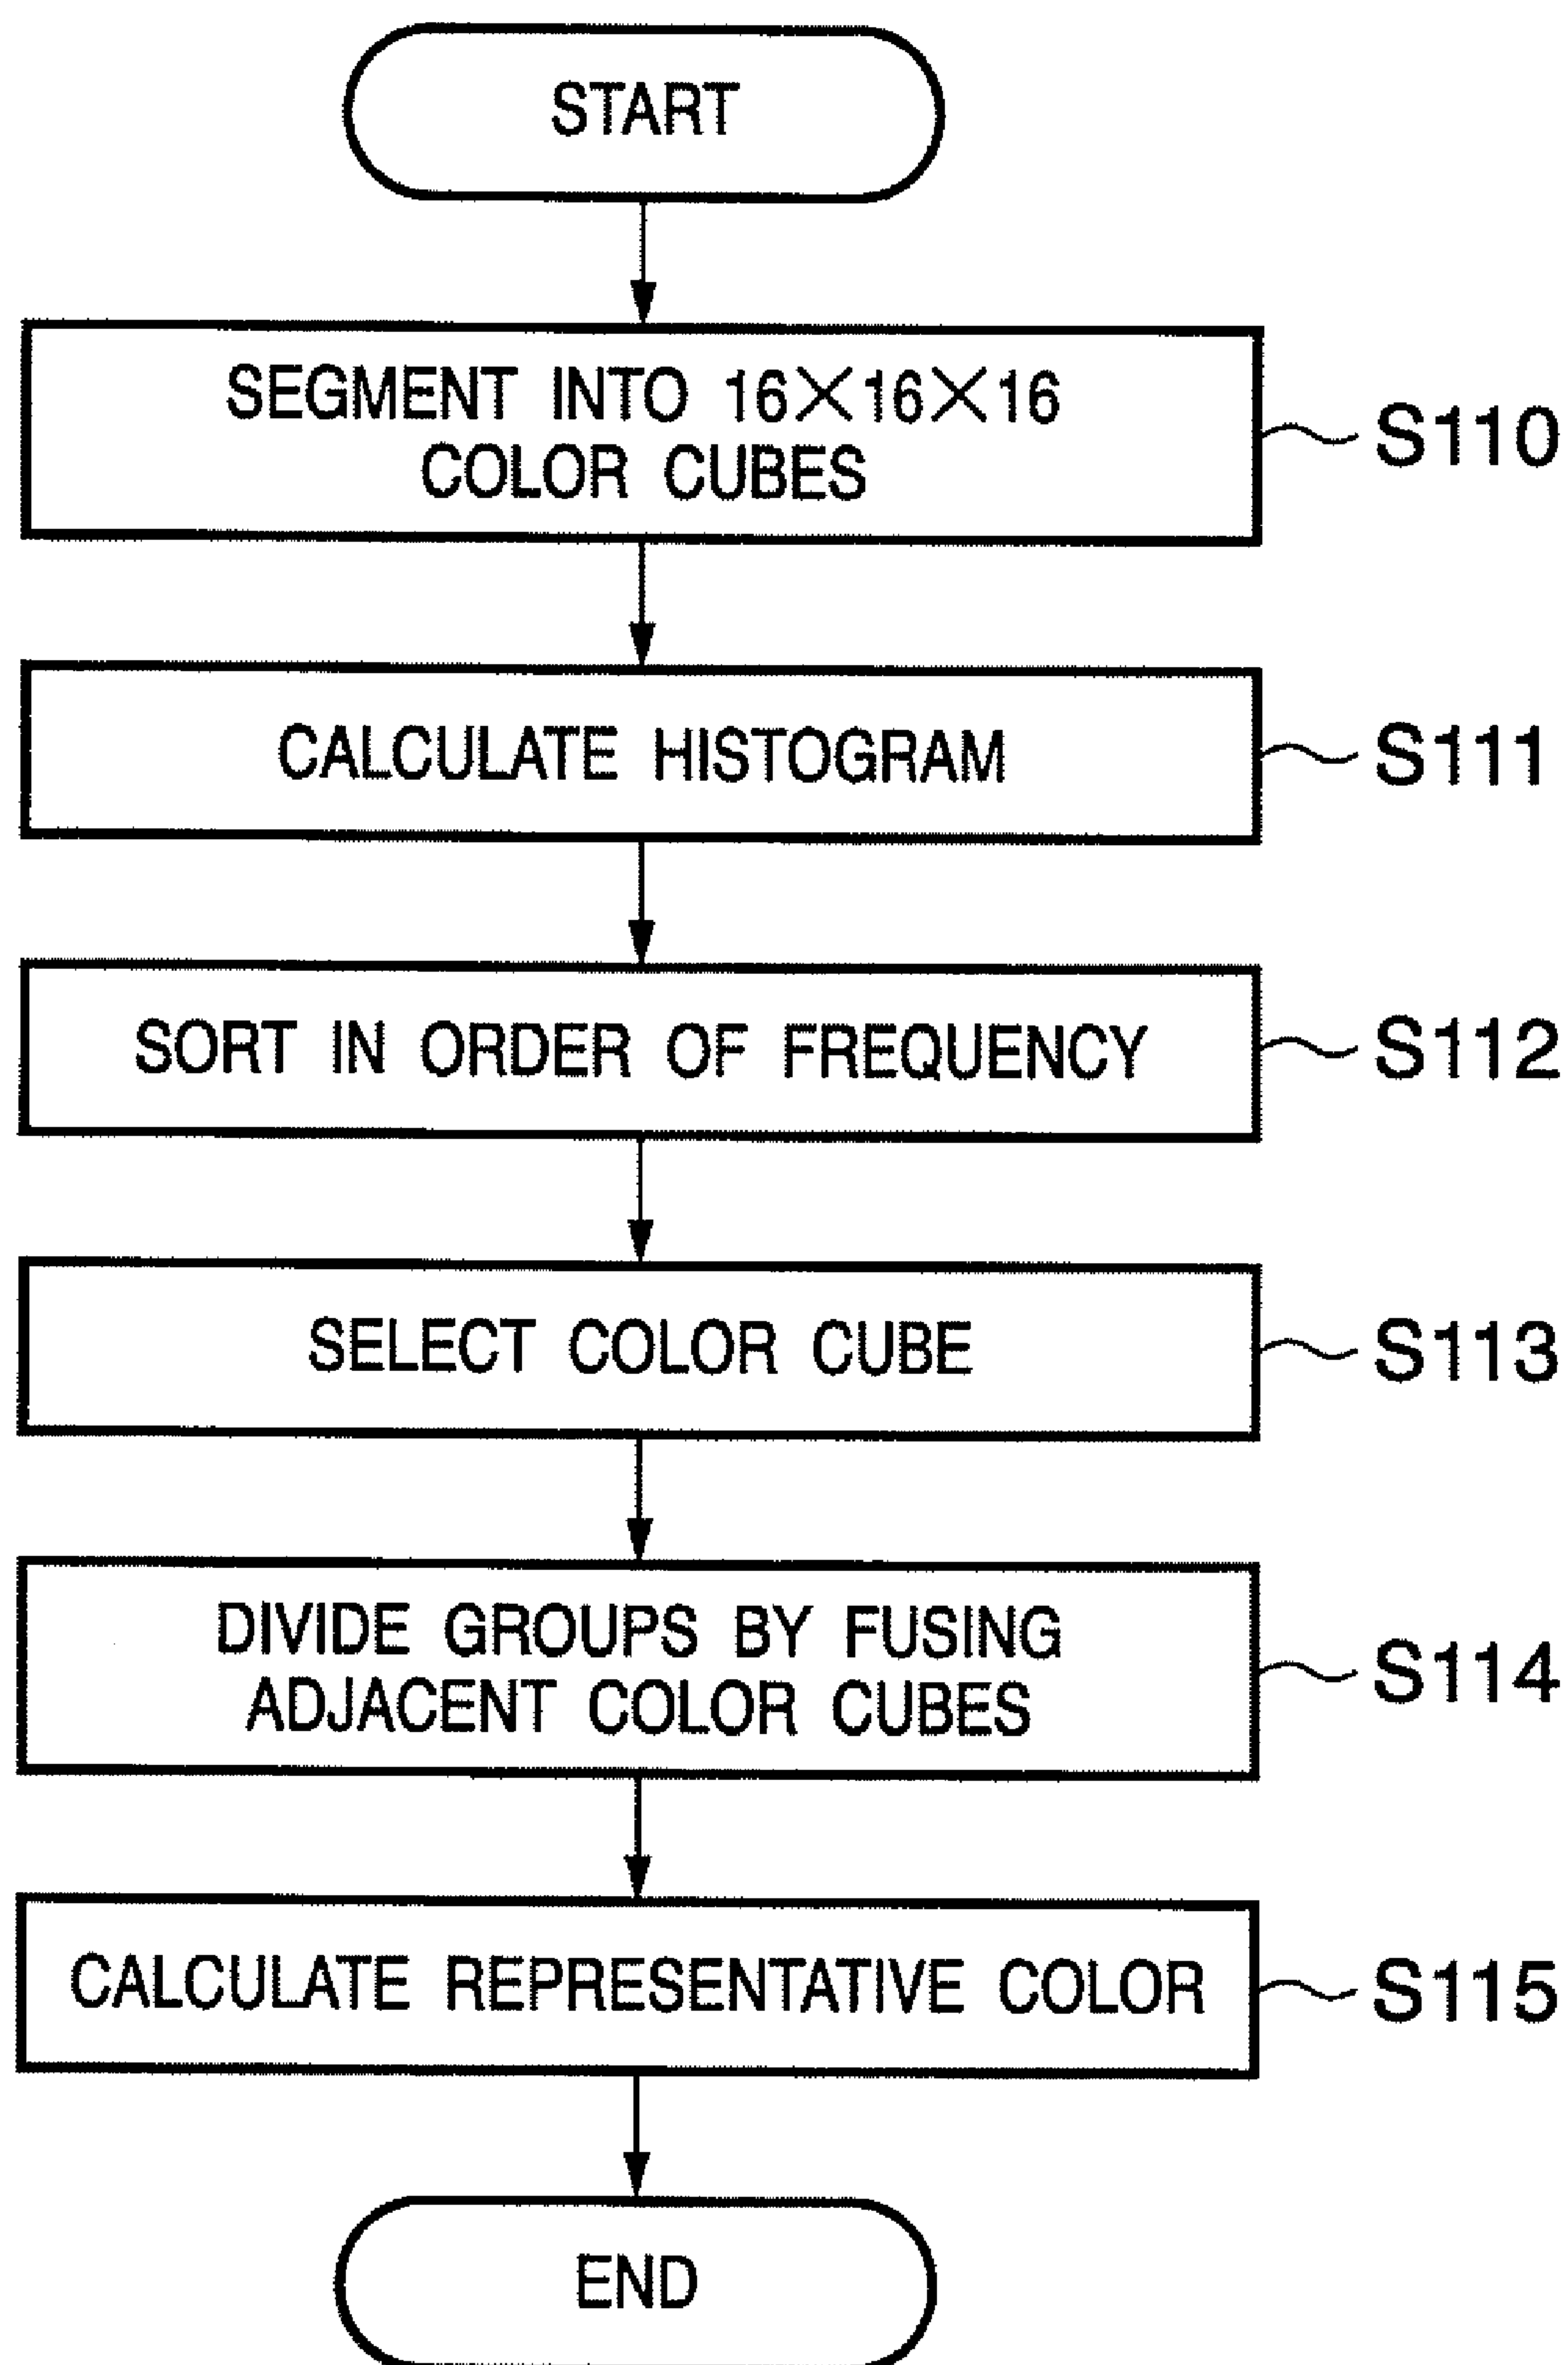 START
SEGMENT INTO 16×16×16
COLOR CUBES
S110
CALCULATE HISTOGRAM
S111
SORT IN ORDER OF FREQUENCY
S112
SELECT COLOR CUBE
S113
DIVIDE GROUPS BY FUSING
ADJACENT COLOR CUBES
S114
CALCULATE REPRESENTATIVE COLOR
S115
END